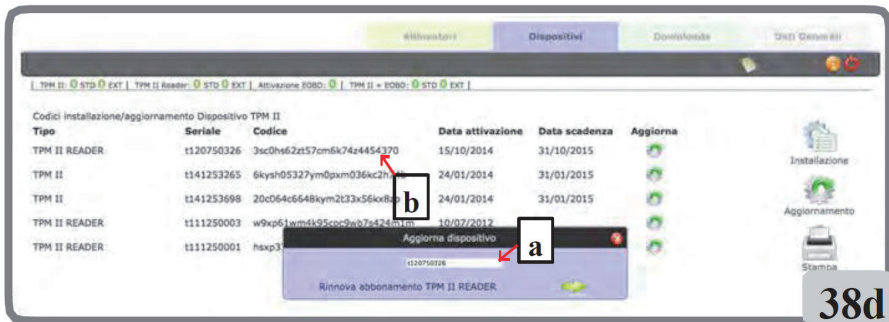 Attivatori Dispositivi Downloads Dati Generali
| TPM II: 0 STD 0 EXT | TPM II Reader: 0 STD 0 EXT | Attivazione EOBD: 0 | TPM II + EOBD: 0 STD 0 EXT |
Codici installazione/aggiornamento Dispositivo TPM II
Tipo Seriale Codice Data attivazione Data scadenza Aggiorna
TPM II READER t120750326 3sc0hs62zt57cm6k74z4454370 15/10/2014 31/10/2015
Installazione
TPM II t141253265 24/01/2014 31/01/2015
b
TPM II t141253698 24/01/2014 31/01/2015
Aggiornamento
TPM II READER t111250003 w9xp61wm4k95cpc9wb7s424m1m 10/07/2012
TPM II READER t111250001
Aggiorna dispositivo
a
t120750326
Rinnova abbonamento TPM II READER
Stampa
38d